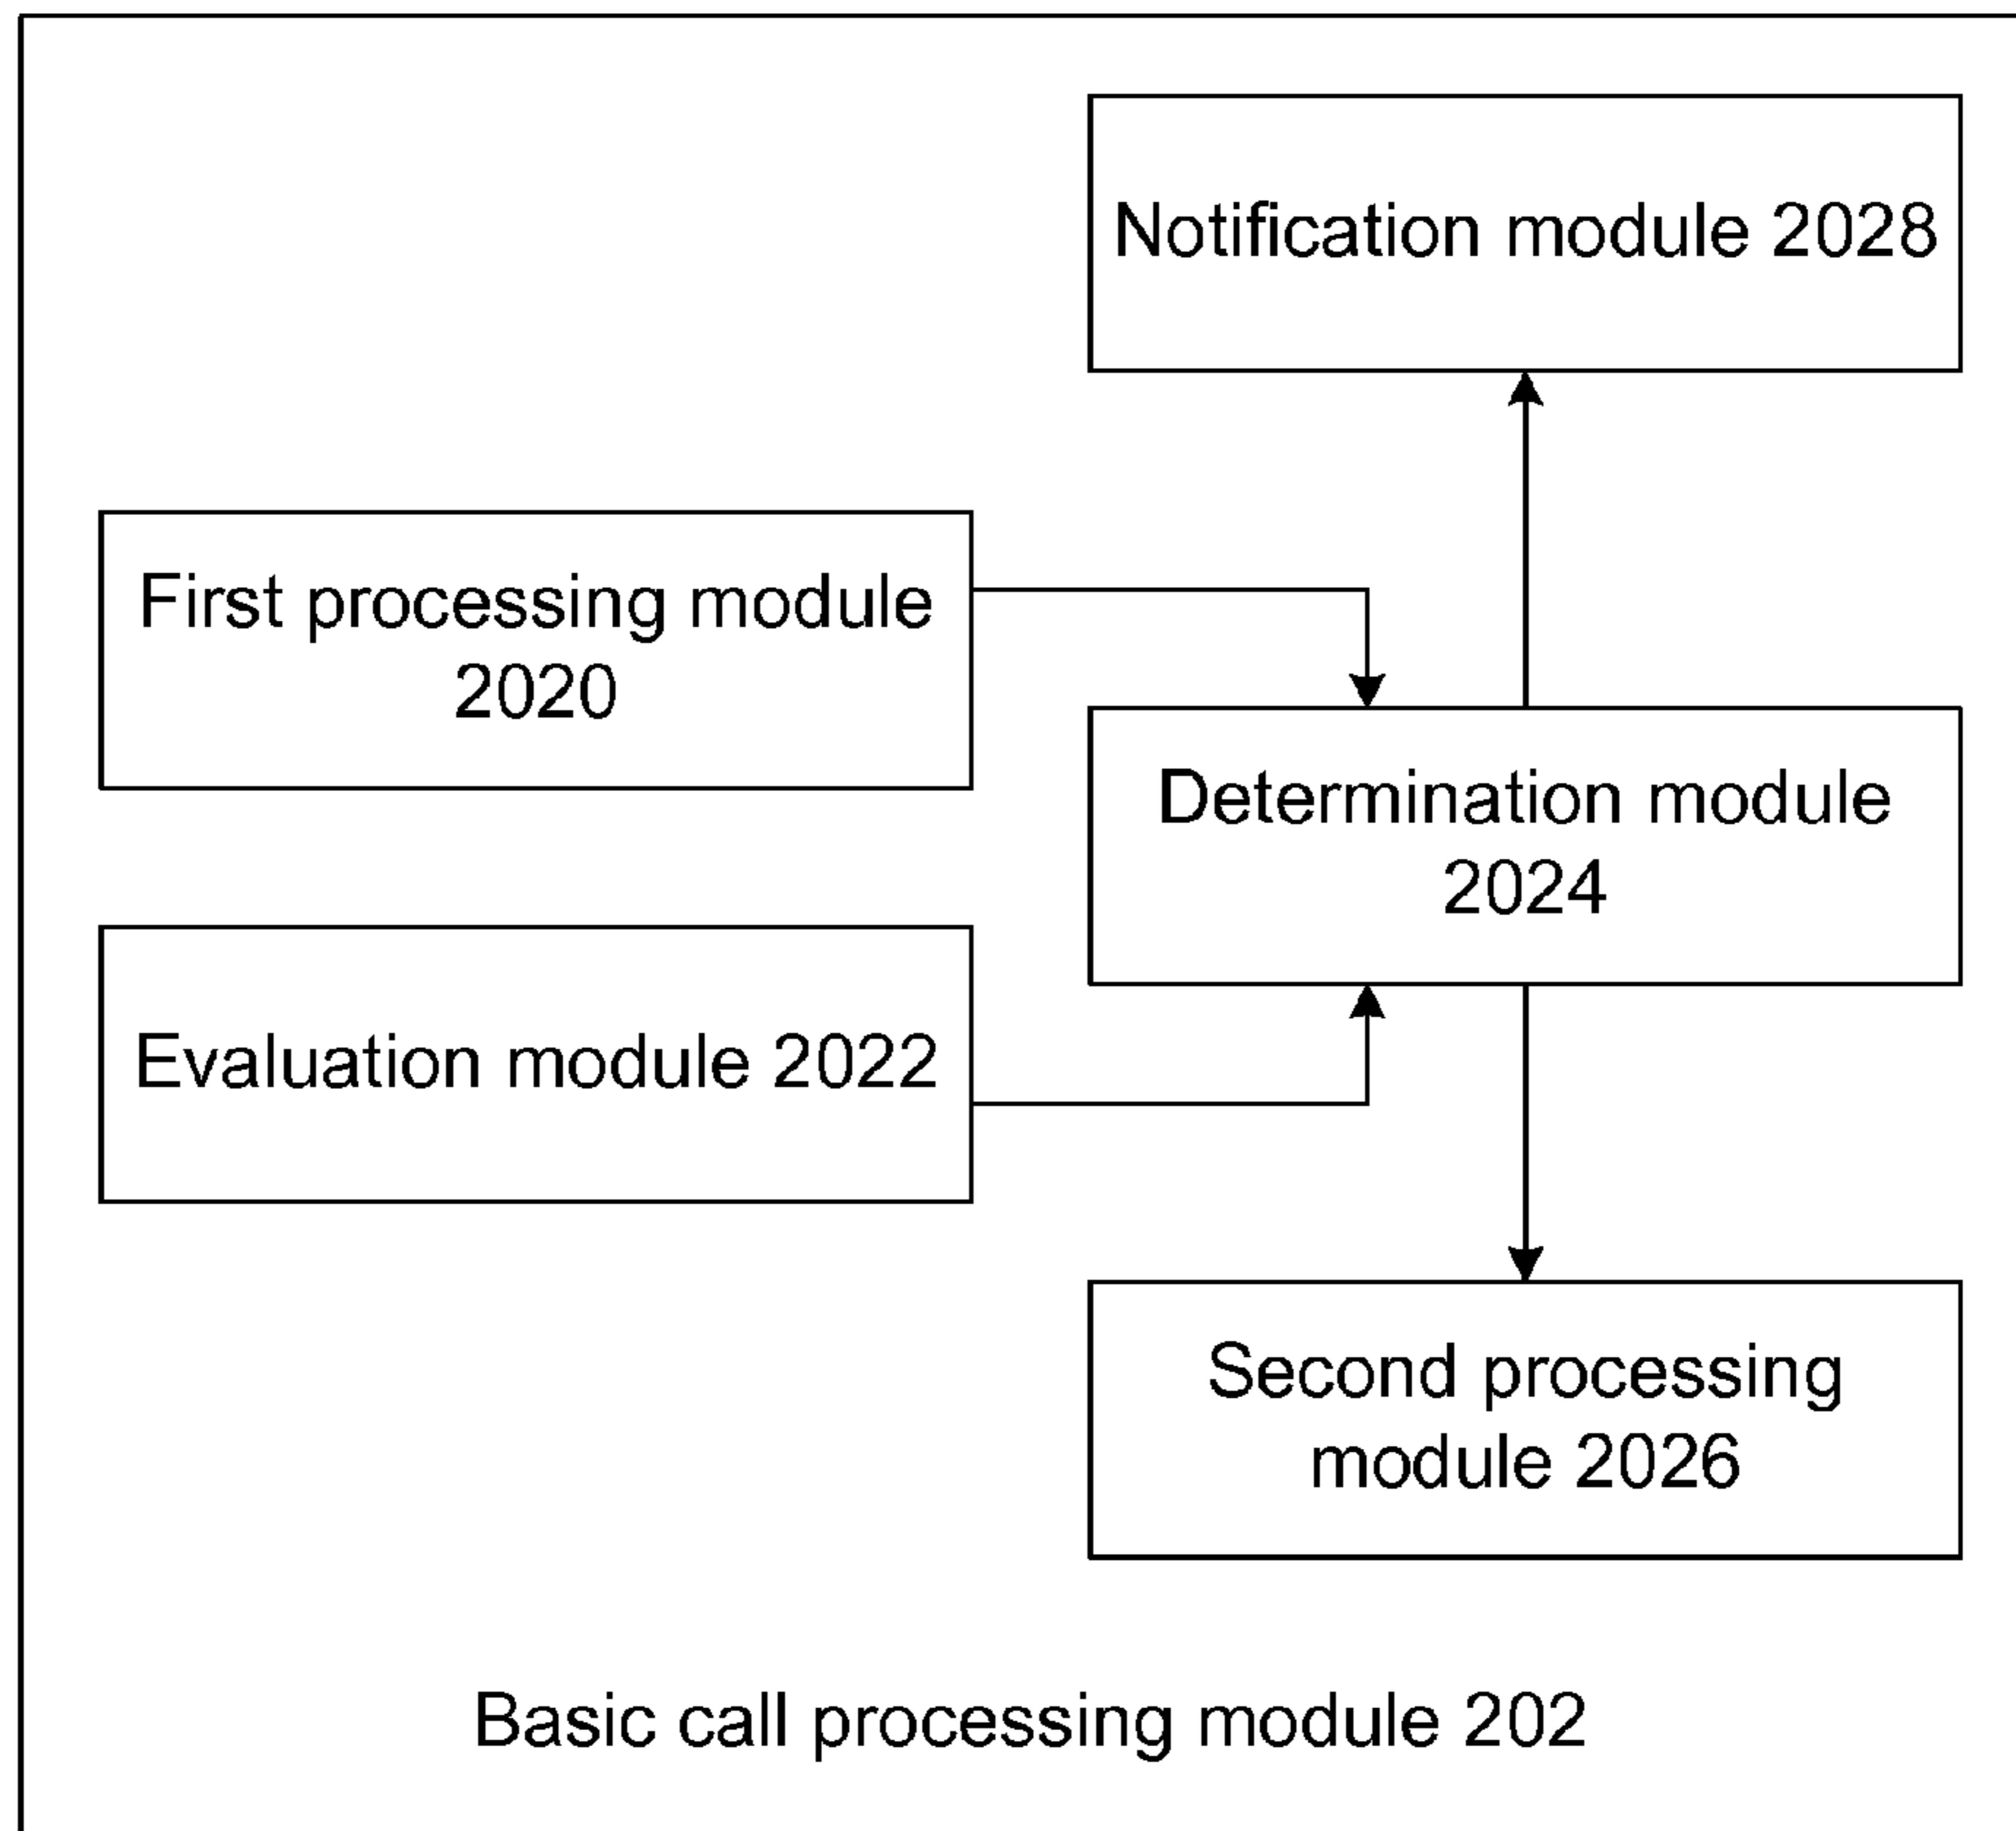 Notification module 2028
First processing module
2020
Determination module
2024
Evaluation module 2022
Second processing
module 2026
Basic call processing module 202